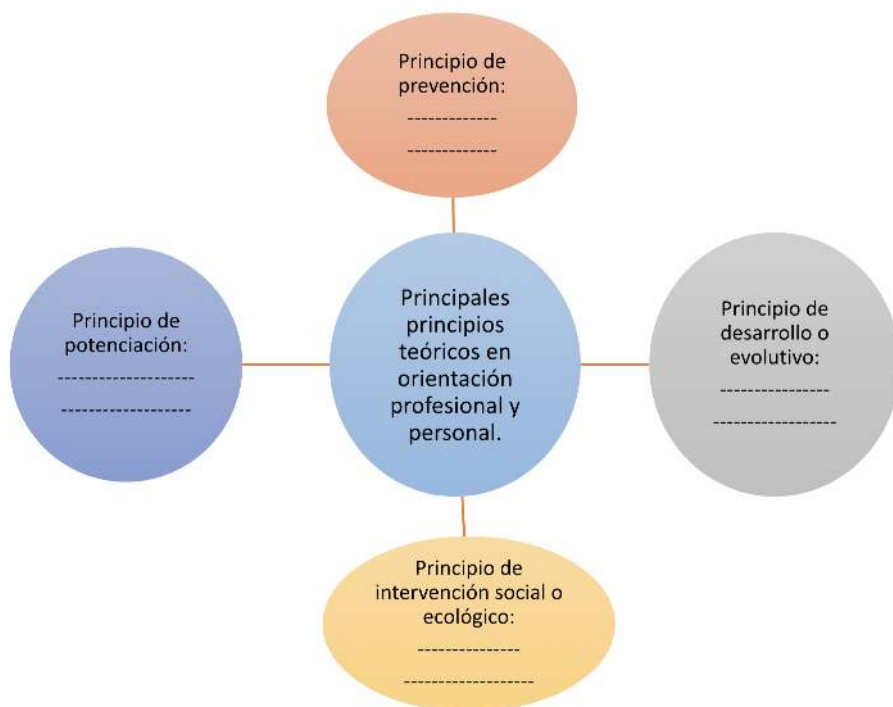 Principio de
prevención:
-------------
-------------
Principio de
potenciación:
--------------------
-------------------
Principales
principios
teóricos en
orientación
profesional y
personal.
Principio de
desarrollo o
evolutivo:
----------------
------------------
Principio de
intervención social o
ecológico:
---------------
-------------------